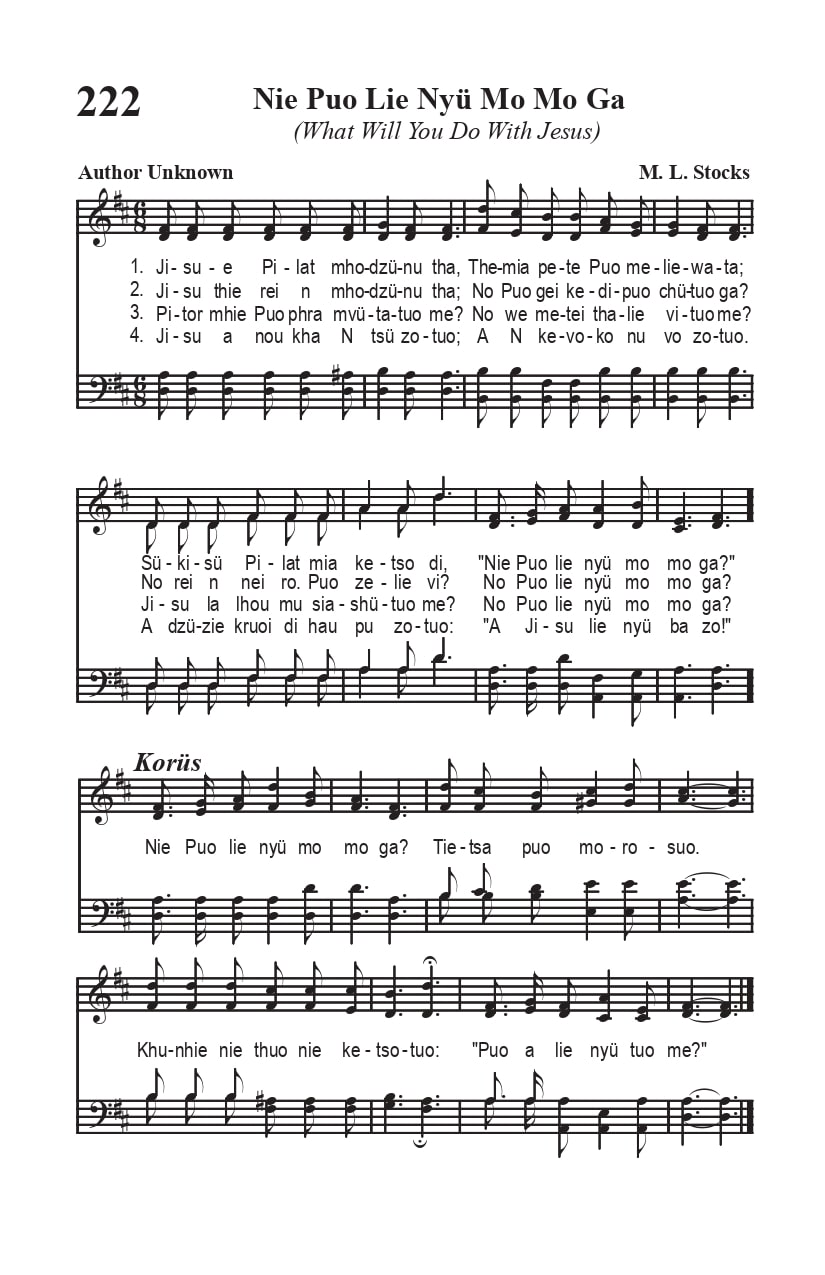 222
Nie Puo Lie Nyü Mo Mo Ga
(What Will You Do With Jesus)
Author Unknown M. L. Stocks
6/8
1. Ji-su-e Pi-lat mho-dzü-nu tha, The-mia pe-te Puo me-lie-wa-ta;
2. Ji-su thie rei n mho-dzü-nu tha; No Puo gei ke-di-puo chü-tuo ga?
3. Pi-tor mhie Puo phra mvü-ta-tuo me? No we me-tei tha-lie vi-tuo me?
4. Ji-su a nou kha N tsü zo-tuo; A N ke-vo-ko nu vo zo-tuo.
6/8
Sü-ki-sü Pi-lat mia ke-tso di, "Nie Puo lie nyü mo mo ga?"
No rei n nei ro. Puo ze-lie vi? No Puo lie nyü mo mo ga?
Ji-su la lhou mu sia-shü-tuo me? No Puo lie nyü mo mo ga?
A dzü-zie kruoi di hau pu zo-tuo: "A Ji-su lie nyü ba zo!"
Korüs
Nie Puo lie nyü mo mo ga? Tie-tsa puo mo-ro-suo.
Khu-nhie nie thuo nie ke-tso-tuo: "Puo a lie nyü tuo me?"